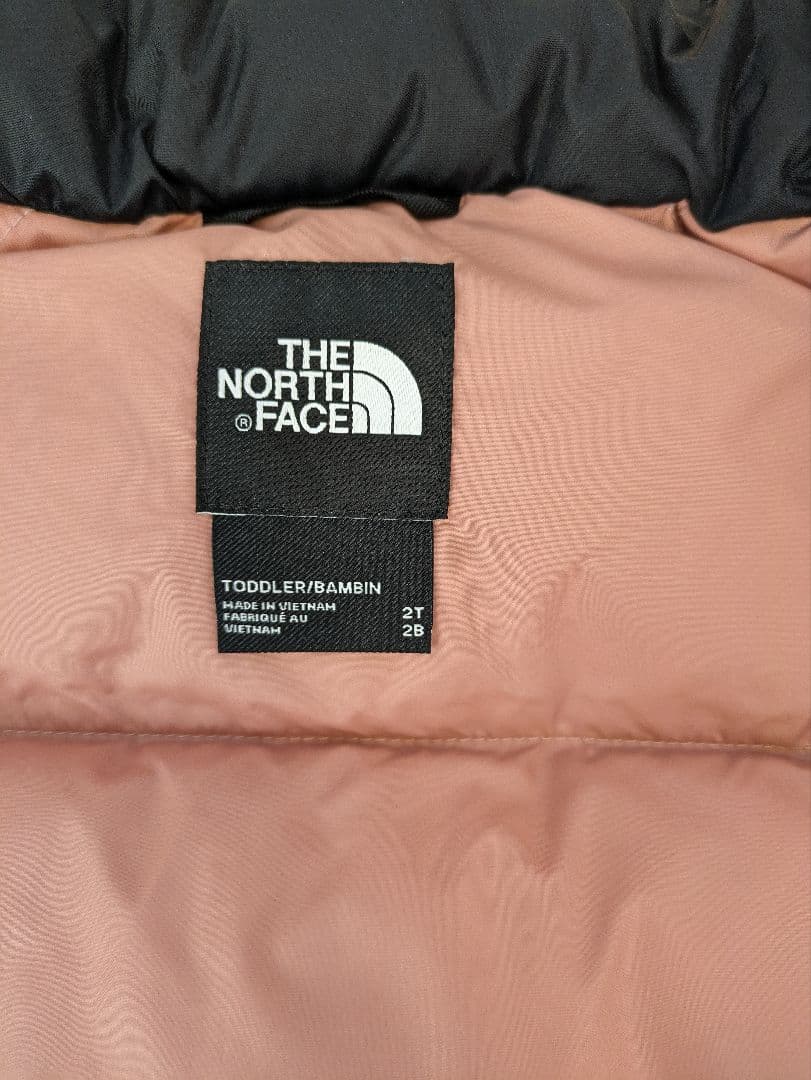 THE
NORTH
® FACE
TODDLER/BAMBIN
MADE IN VIETNAM
FABRIQUÉ AU
VIETNAM
2T
2B